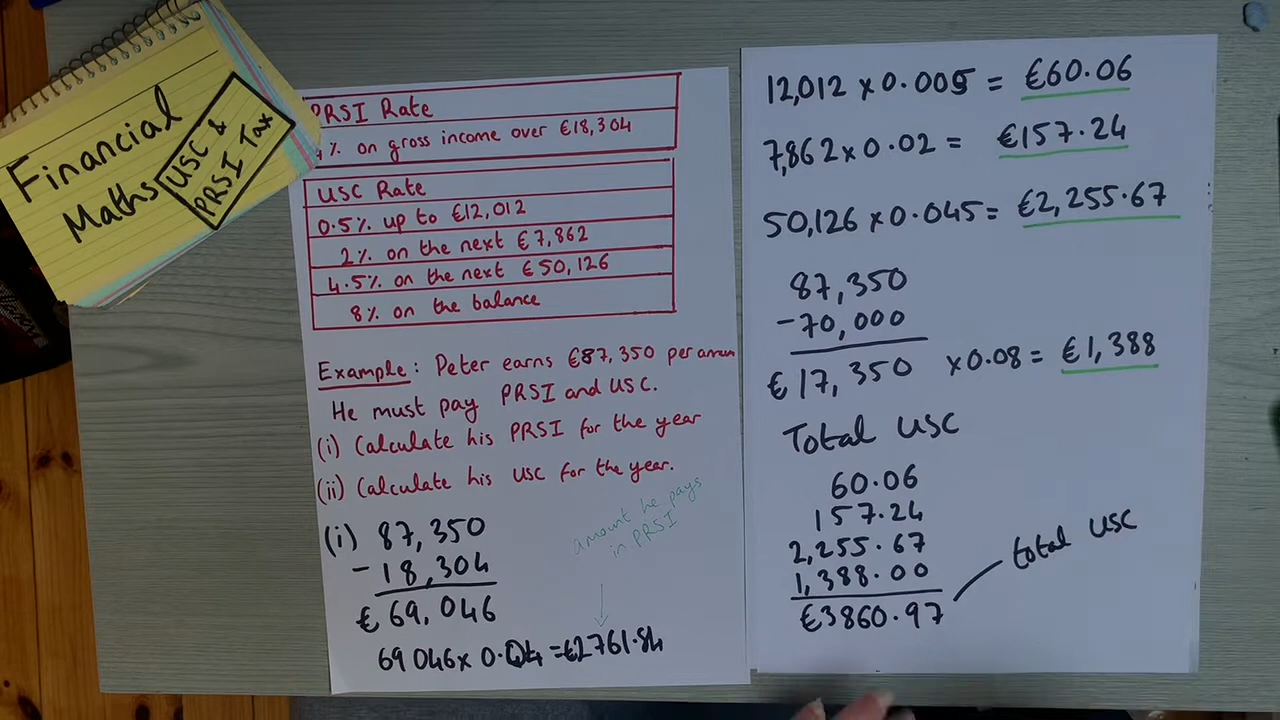 Financial
Maths
USC &
PRSI Tax
PRSI Rate
% on gross income over €18,304
USC Rate
0.5% up to €12,012
2% on the next €7,862
4.5% on the next €50,126
8% on the balance
Example: Peter earns €87,350 per annum
He must pay PRSI and USC.
(i) Calculate his PRSI for the year
(ii) Calculate his USC for the year.
amount he pays
in PRSI
(i) 87,350
- 18,304
€ 69,046
69 046 x 0.04 = €2761.84
12,012 x 0.005 = €60.06
7,862 x 0.02 = €157.24
50,126 x 0.045 = €2,255.67
87,350
-70,000
€ 17,350 x 0.08 = €1,388
Total USC
60.06
157.24
2,255.67
1,388.00
€3860.97
total USC